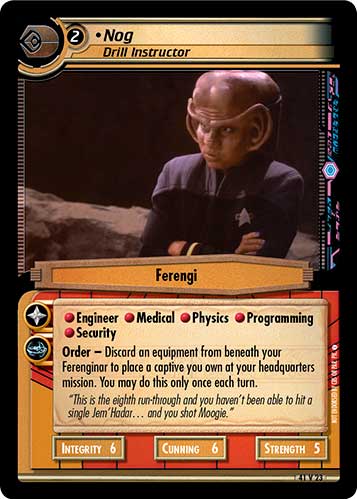 2
•Nog
Drill Instructor
Ferengi
Engineer Medical Physics Programming
Security
Order – Discard an equipment from beneath your
Ferenginar to place a captive you own at your headquarters
mission. You may do this only once each turn.
"This is the eighth run-through and you haven't been able to hit a
single Jem'Hadar… and you shot Moogie."
INTEGRITY 6 CUNNING 6 STRENGTH 5
41 V 23